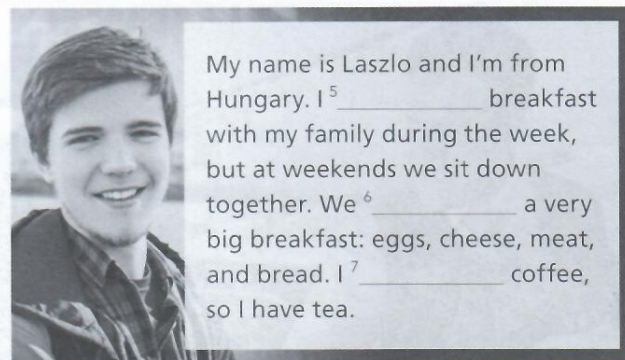 My name is Laszlo and I'm from
Hungary. I 5____________ breakfast
with my family during the week,
but at weekends we sit down
together. We 6____________ a very
big breakfast: eggs, cheese, meat,
and bread. I 7____________ coffee,
so I have tea.